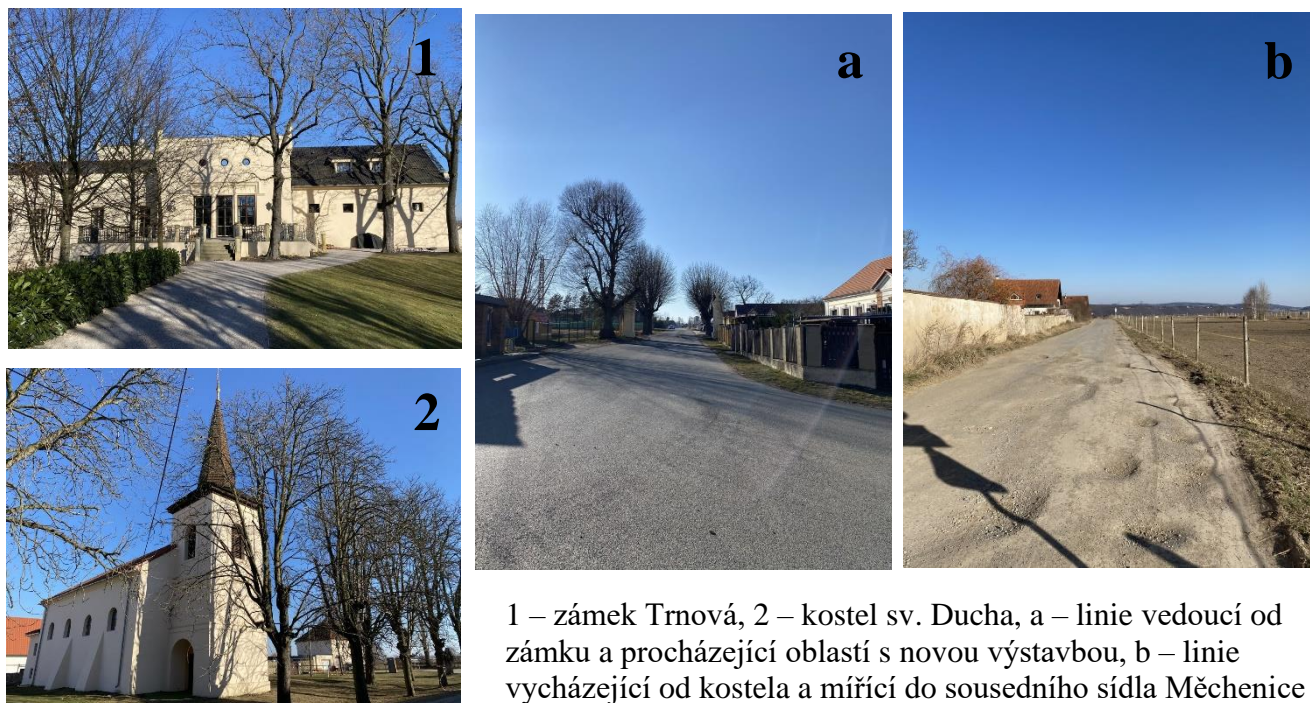 1
a
b
2
1 – zámek Trnová, 2 – kostel sv. Ducha, a – linie vedoucí od
zámku a procházející oblastí s novou výstavbou, b – linie
vycházející od kostela a mířící do sousedního sídla Měchenice